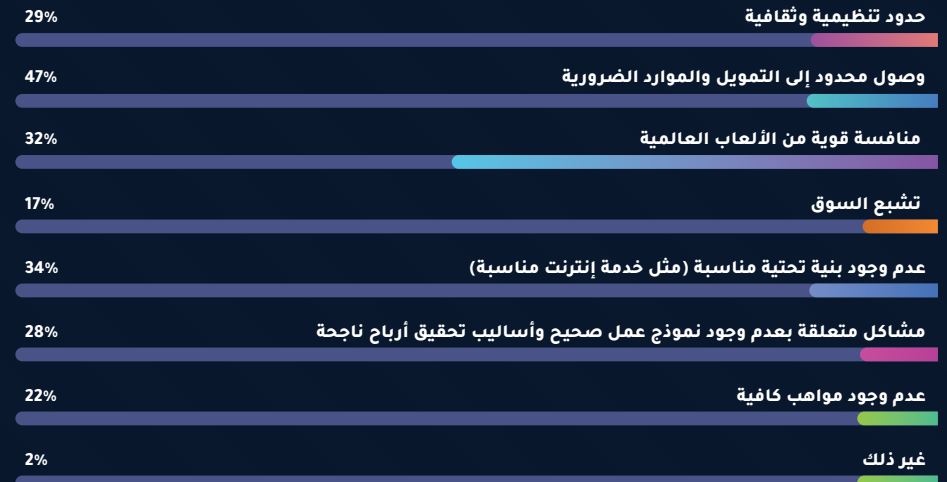 حدود تنظيمية وثقافية 29%
وصول محدود إلى التمويل والموارد الضرورية 47%
منافسة قوية من الألعاب العالمية 32%
تشبع السوق 17%
عدم وجود بنية تحتية مناسبة (مثل خدمة إنترنت مناسبة) 34%
مشاكل متعلقة بعدم وجود نموذج عمل صحيح وأساليب تحقيق أرباح ناجحة 28%
عدم وجود مواهب كافية 22%
غير ذلك 2%